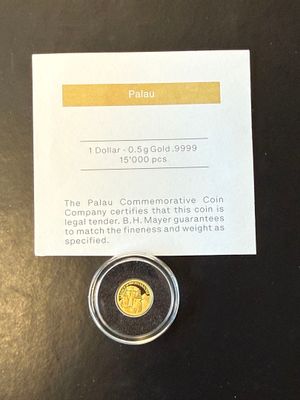 Palau
1 Dollar - 0.5 g Gold .9999
15'000 pcs
The Palau Commemorative Coin
Company certifies that this coin is
legal tender. B.H. Mayer guarantees
to match the fineness and weight as
specified.